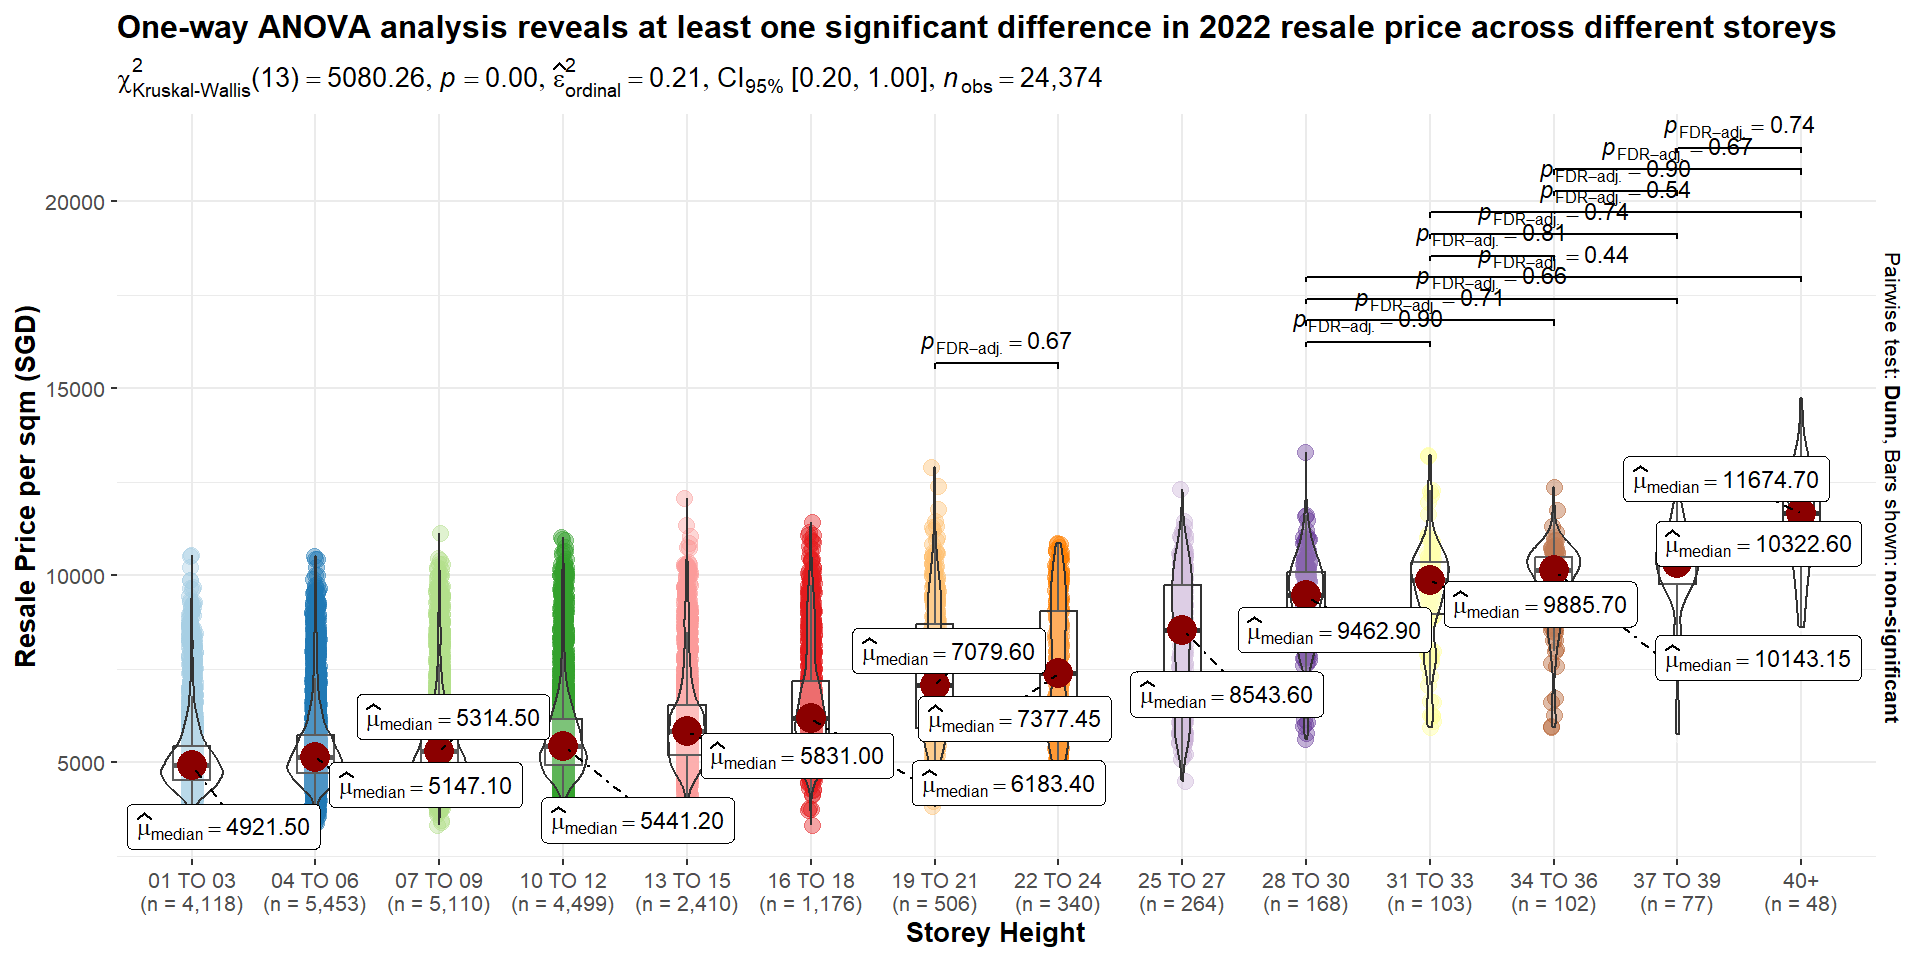 One-way ANOVA analysis reveals at least one significant difference in 2022 resale price across different storeys
χ²Kruskal-Wallis(13) = 5080.26, p = 0.00, ε̂²ordinal = 0.21, CI95% [0.20, 1.00], nobs = 24,374
pFDR−adj. = 0.74
pFDR−adj. = 0.67
pFDR−adj. = 0.90
pFDR−adj. = 0.54
pFDR−adj. = 0.74
pFDR−adj. = 0.81
pFDR−adj. = 0.44
pFDR−adj. = 0.66
pFDR−adj. = 0.71
pFDR−adj. = 0.90
pFDR−adj. = 0.67
20000
15000
10000
5000
Resale Price per sqm (SGD)
Pairwise test: Dunn, Bars shown: non-significant
μ̂median = 4921.50
μ̂median = 5147.10
μ̂median = 5314.50
μ̂median = 5441.20
μ̂median = 5831.00
μ̂median = 6183.40
μ̂median = 7079.60
μ̂median = 7377.45
μ̂median = 8543.60
μ̂median = 9462.90
μ̂median = 9885.70
μ̂median = 10143.15
μ̂median = 10322.60
μ̂median = 11674.70
01 TO 03
(n = 4,118)
04 TO 06
(n = 5,453)
07 TO 09
(n = 5,110)
10 TO 12
(n = 4,499)
13 TO 15
(n = 2,410)
16 TO 18
(n = 1,176)
19 TO 21
(n = 506)
22 TO 24
(n = 340)
25 TO 27
(n = 264)
28 TO 30
(n = 168)
31 TO 33
(n = 103)
34 TO 36
(n = 102)
37 TO 39
(n = 77)
40+
(n = 48)
Storey Height